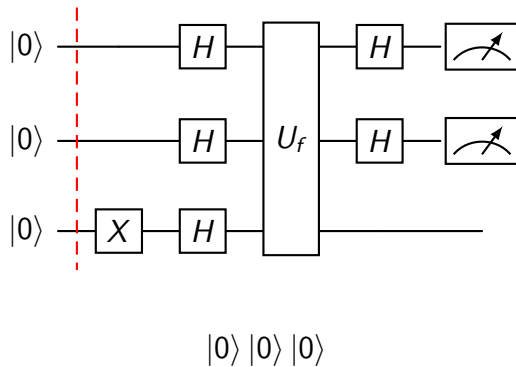 |0⟩ H H
|0⟩ H U_f H
|0⟩ X H
|0⟩ |0⟩ |0⟩